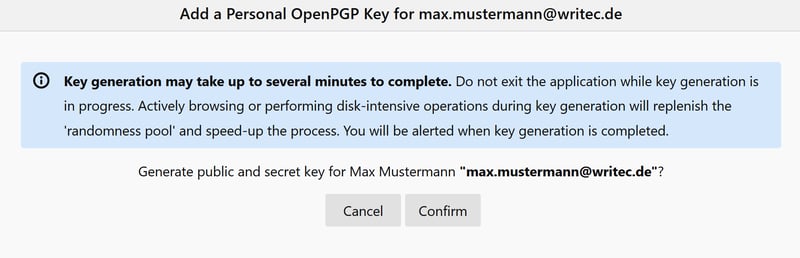 Add a Personal OpenPGP Key for max.mustermann@writec.de
Key generation may take up to several minutes to complete. Do not exit the application while key generation is
in progress. Actively browsing or performing disk-intensive operations during key generation will replenish the
'randomness pool' and speed-up the process. You will be alerted when key generation is completed.
Generate public and secret key for Max Mustermann "max.mustermann@writec.de"?
Cancel Confirm